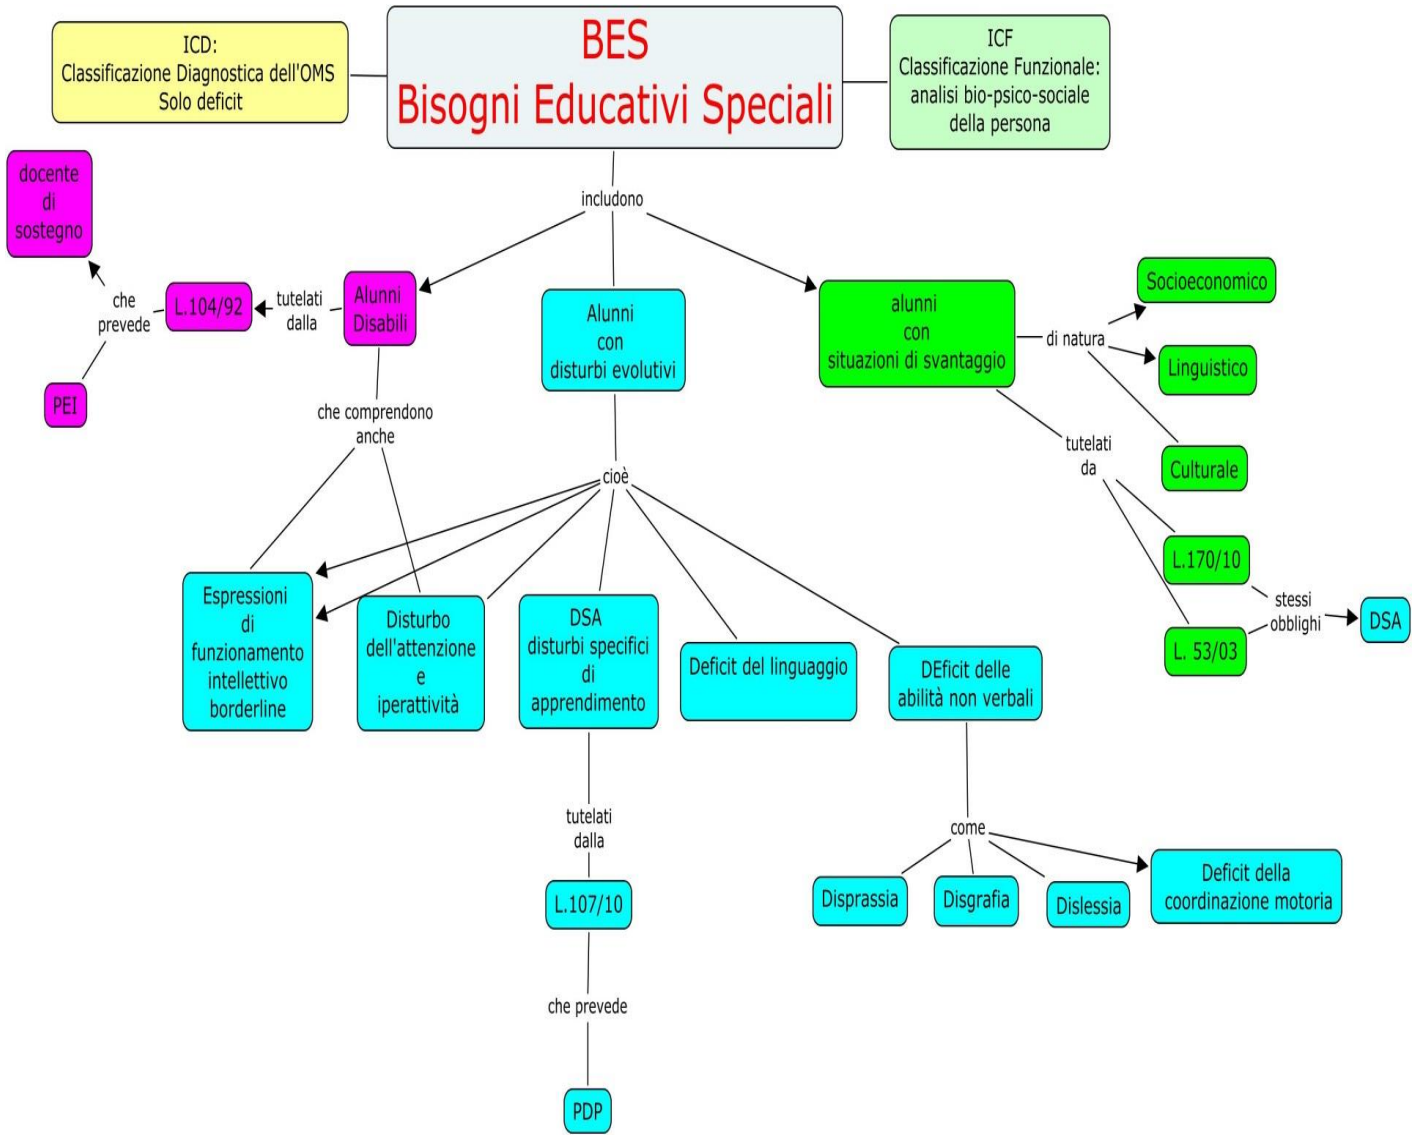 ICD:
Classificazione Diagnostica dell'OMS
Solo deficit
BES
Bisogni Educativi Speciali
ICF
Classificazione Funzionale:
analisi bio-psico-sociale
della persona
includono
docente
di
sostegno
che
prevede
PEI
L.104/92
tutelati
dalla
Alunni
Disabili
che comprendono
anche
Alunni
con
disturbi evolutivi
cioè
alunni
con
situazioni di svantaggio
di natura
Socioeconomico
Linguistico
Culturale
tutelati
da
L.170/10
L. 53/03
stessi
obblighi
DSA
Espressioni
di
funzionamento
intellettivo
borderline
Disturbo
dell'attenzione
e
iperattività
DSA
disturbi specifici
di
apprendimento
Deficit del linguaggio
DEficit delle
abilità non verbali
tutelati
dalla
L.107/10
che prevede
PDP
come
Disprassia
Disgrafia
Dislessia
Deficit della
coordinazione motoria